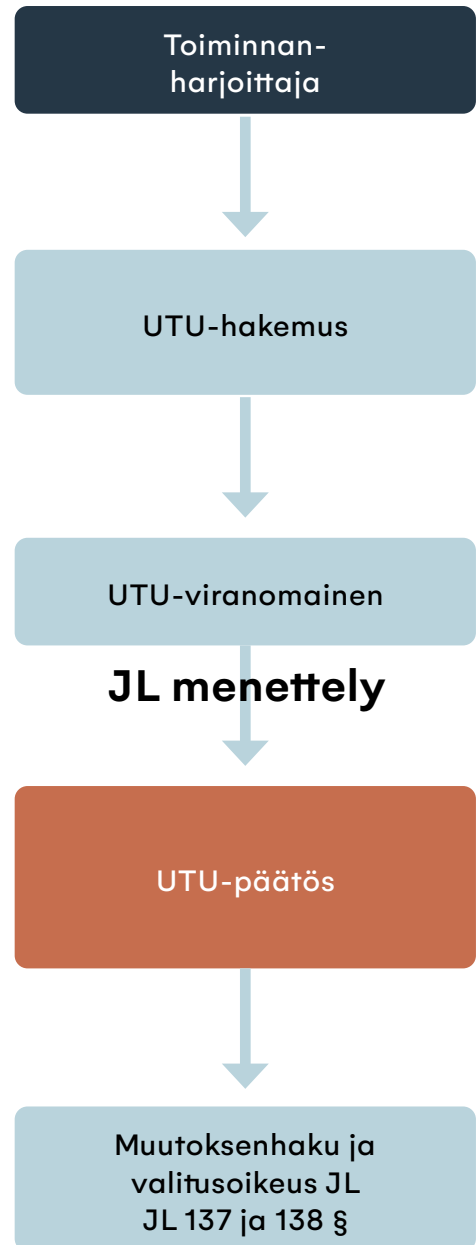 Toiminnan-
harjoittaja
UTU-hakemus
UTU-viranomainen
JL menettely
UTU-päätös
Muutoksenhaku ja
valitusoikeus JL
JL 137 ja 138 §